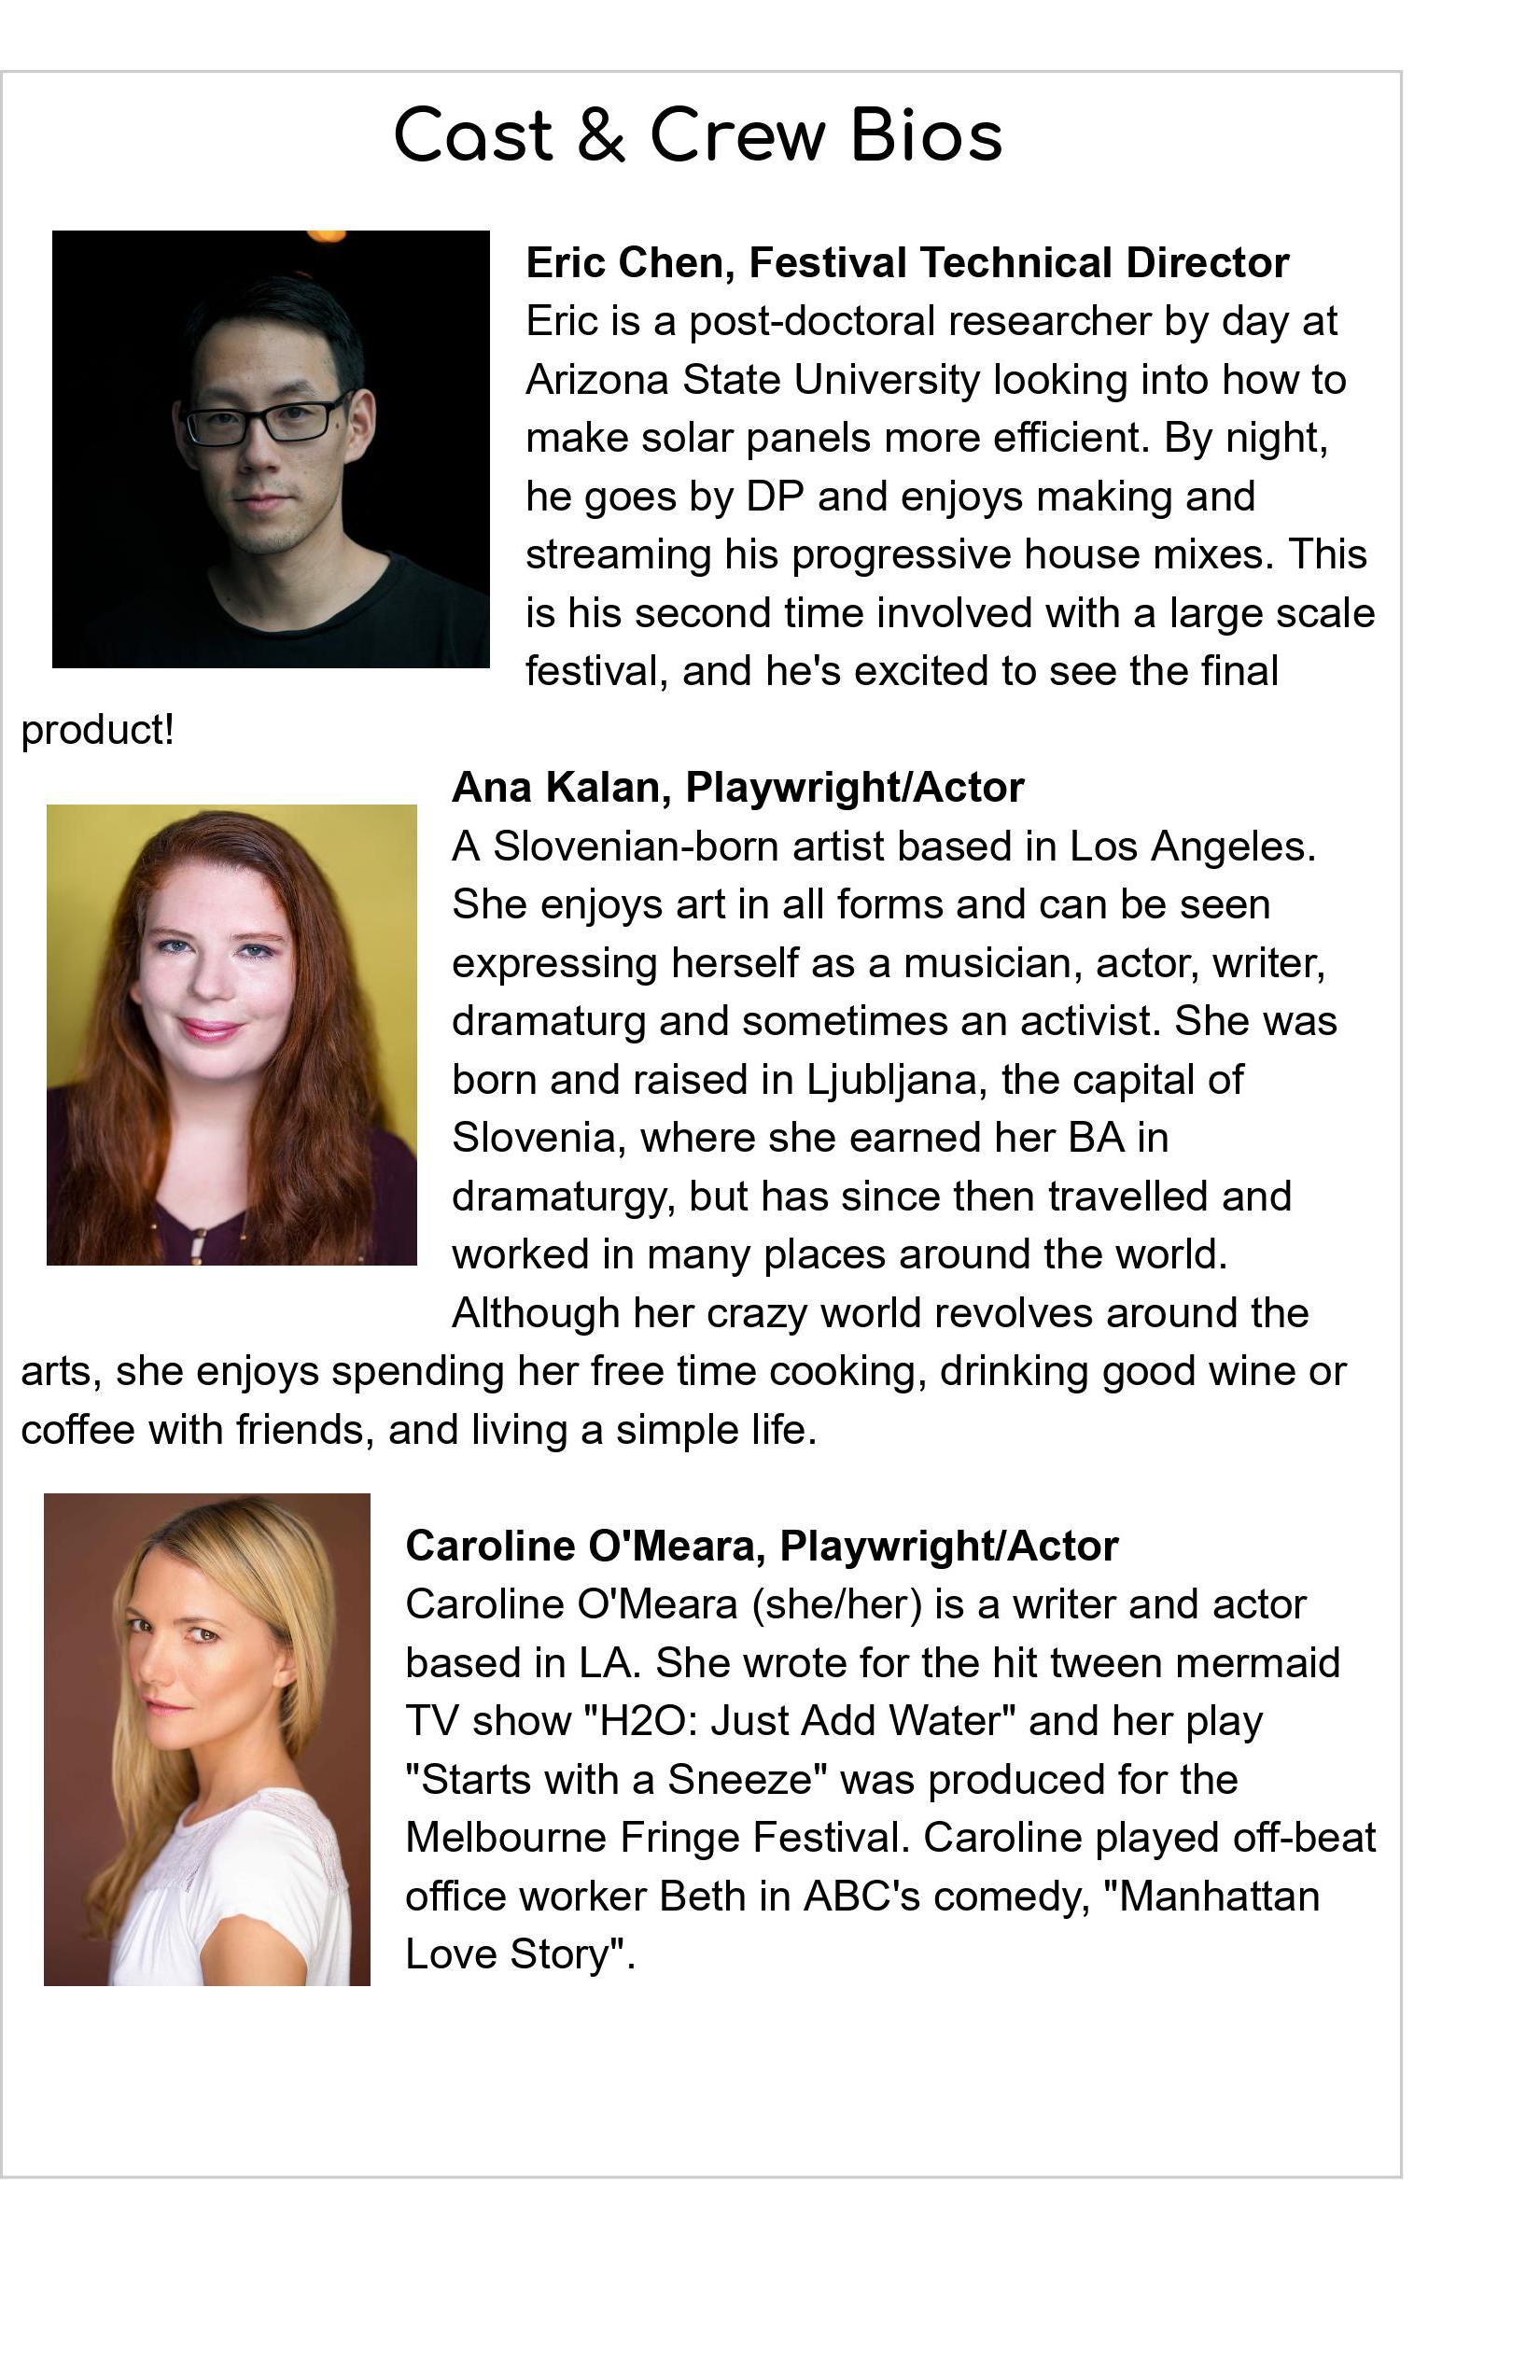 Cast & Crew Bios
Eric Chen, Festival Technical Director
Eric is a post-doctoral researcher by day at
Arizona State University looking into how to
make solar panels more efficient. By night,
he goes by DP and enjoys making and
streaming his progressive house mixes. This
is his second time involved with a large scale
festival, and he's excited to see the final
product!
Ana Kalan, Playwright/Actor
A Slovenian-born artist based in Los Angeles.
She enjoys art in all forms and can be seen
expressing herself as a musician, actor, writer,
dramaturg and sometimes an activist. She was
born and raised in Ljubljana, the capital of
Slovenia, where she earned her BA in
dramaturgy, but has since then travelled and
worked in many places around the world.
Although her crazy world revolves around the
arts, she enjoys spending her free time cooking, drinking good wine or
coffee with friends, and living a simple life.
Caroline O'Meara, Playwright/Actor
Caroline O'Meara (she/her) is a writer and actor
based in LA. She wrote for the hit tween mermaid
TV show "H2O: Just Add Water" and her play
"Starts with a Sneeze" was produced for the
Melbourne Fringe Festival. Caroline played off-beat
office worker Beth in ABC's comedy, "Manhattan
Love Story".